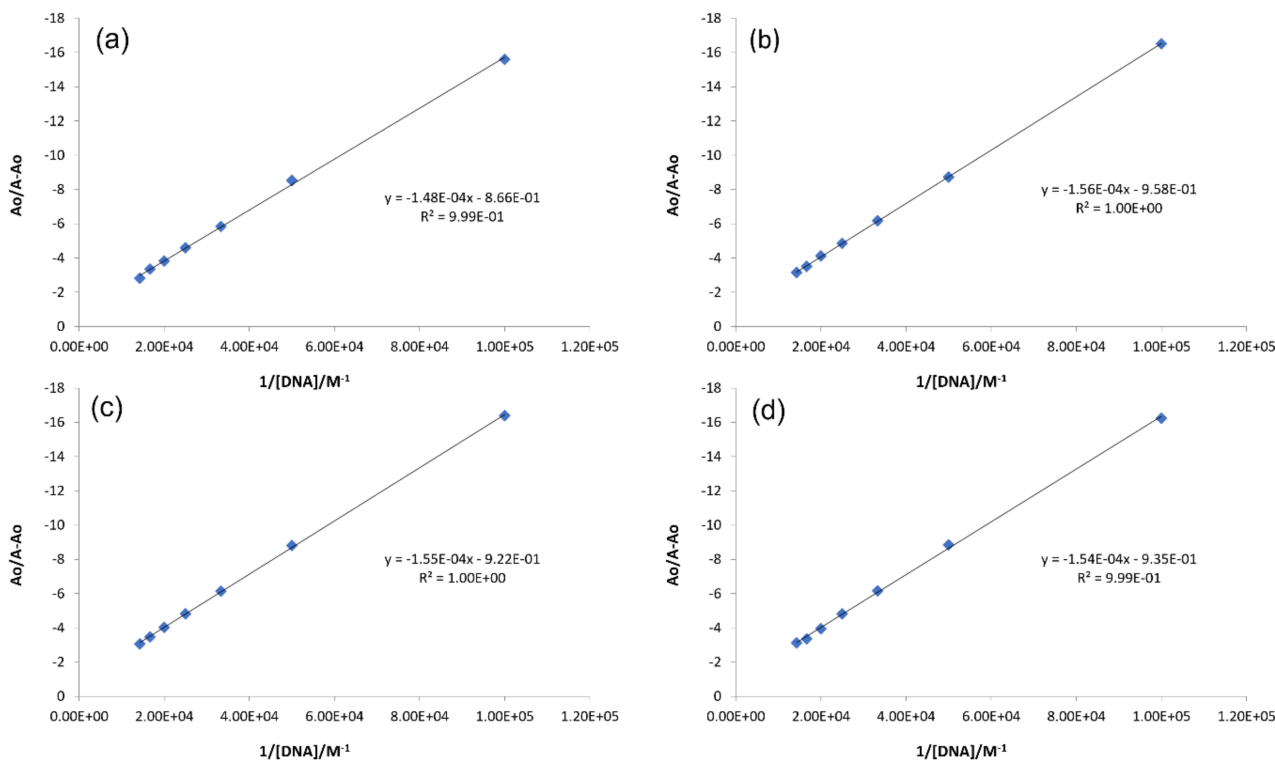 (a)
-18
-16
-14
-12
-10
-8
-6
-4
-2
0
Ao/A-Ao
y = -1.48E-04x - 8.66E-01
R² = 9.99E-01
0.00E+00 2.00E+04 4.00E+04 6.00E+04 8.00E+04 1.00E+05 1.20E+05
1/[DNA]/M⁻¹
(b)
-18
-16
-14
-12
-10
-8
-6
-4
-2
0
Ao/A-Ao
y = -1.56E-04x - 9.58E-01
R² = 1.00E+00
0.00E+00 2.00E+04 4.00E+04 6.00E+04 8.00E+04 1.00E+05 1.20E+05
1/[DNA]/M⁻¹
(c)
-18
-16
-14
-12
-10
-8
-6
-4
-2
0
Ao/A-Ao
y = -1.55E-04x - 9.22E-01
R² = 1.00E+00
0.00E+00 2.00E+04 4.00E+04 6.00E+04 8.00E+04 1.00E+05 1.20E+05
1/[DNA]/M⁻¹
(d)
-18
-16
-14
-12
-10
-8
-6
-4
-2
0
Ao/A-Ao
y = -1.54E-04x - 9.35E-01
R² = 9.99E-01
0.00E+00 2.00E+04 4.00E+04 6.00E+04 8.00E+04 1.00E+05 1.20E+05
1/[DNA]/M⁻¹